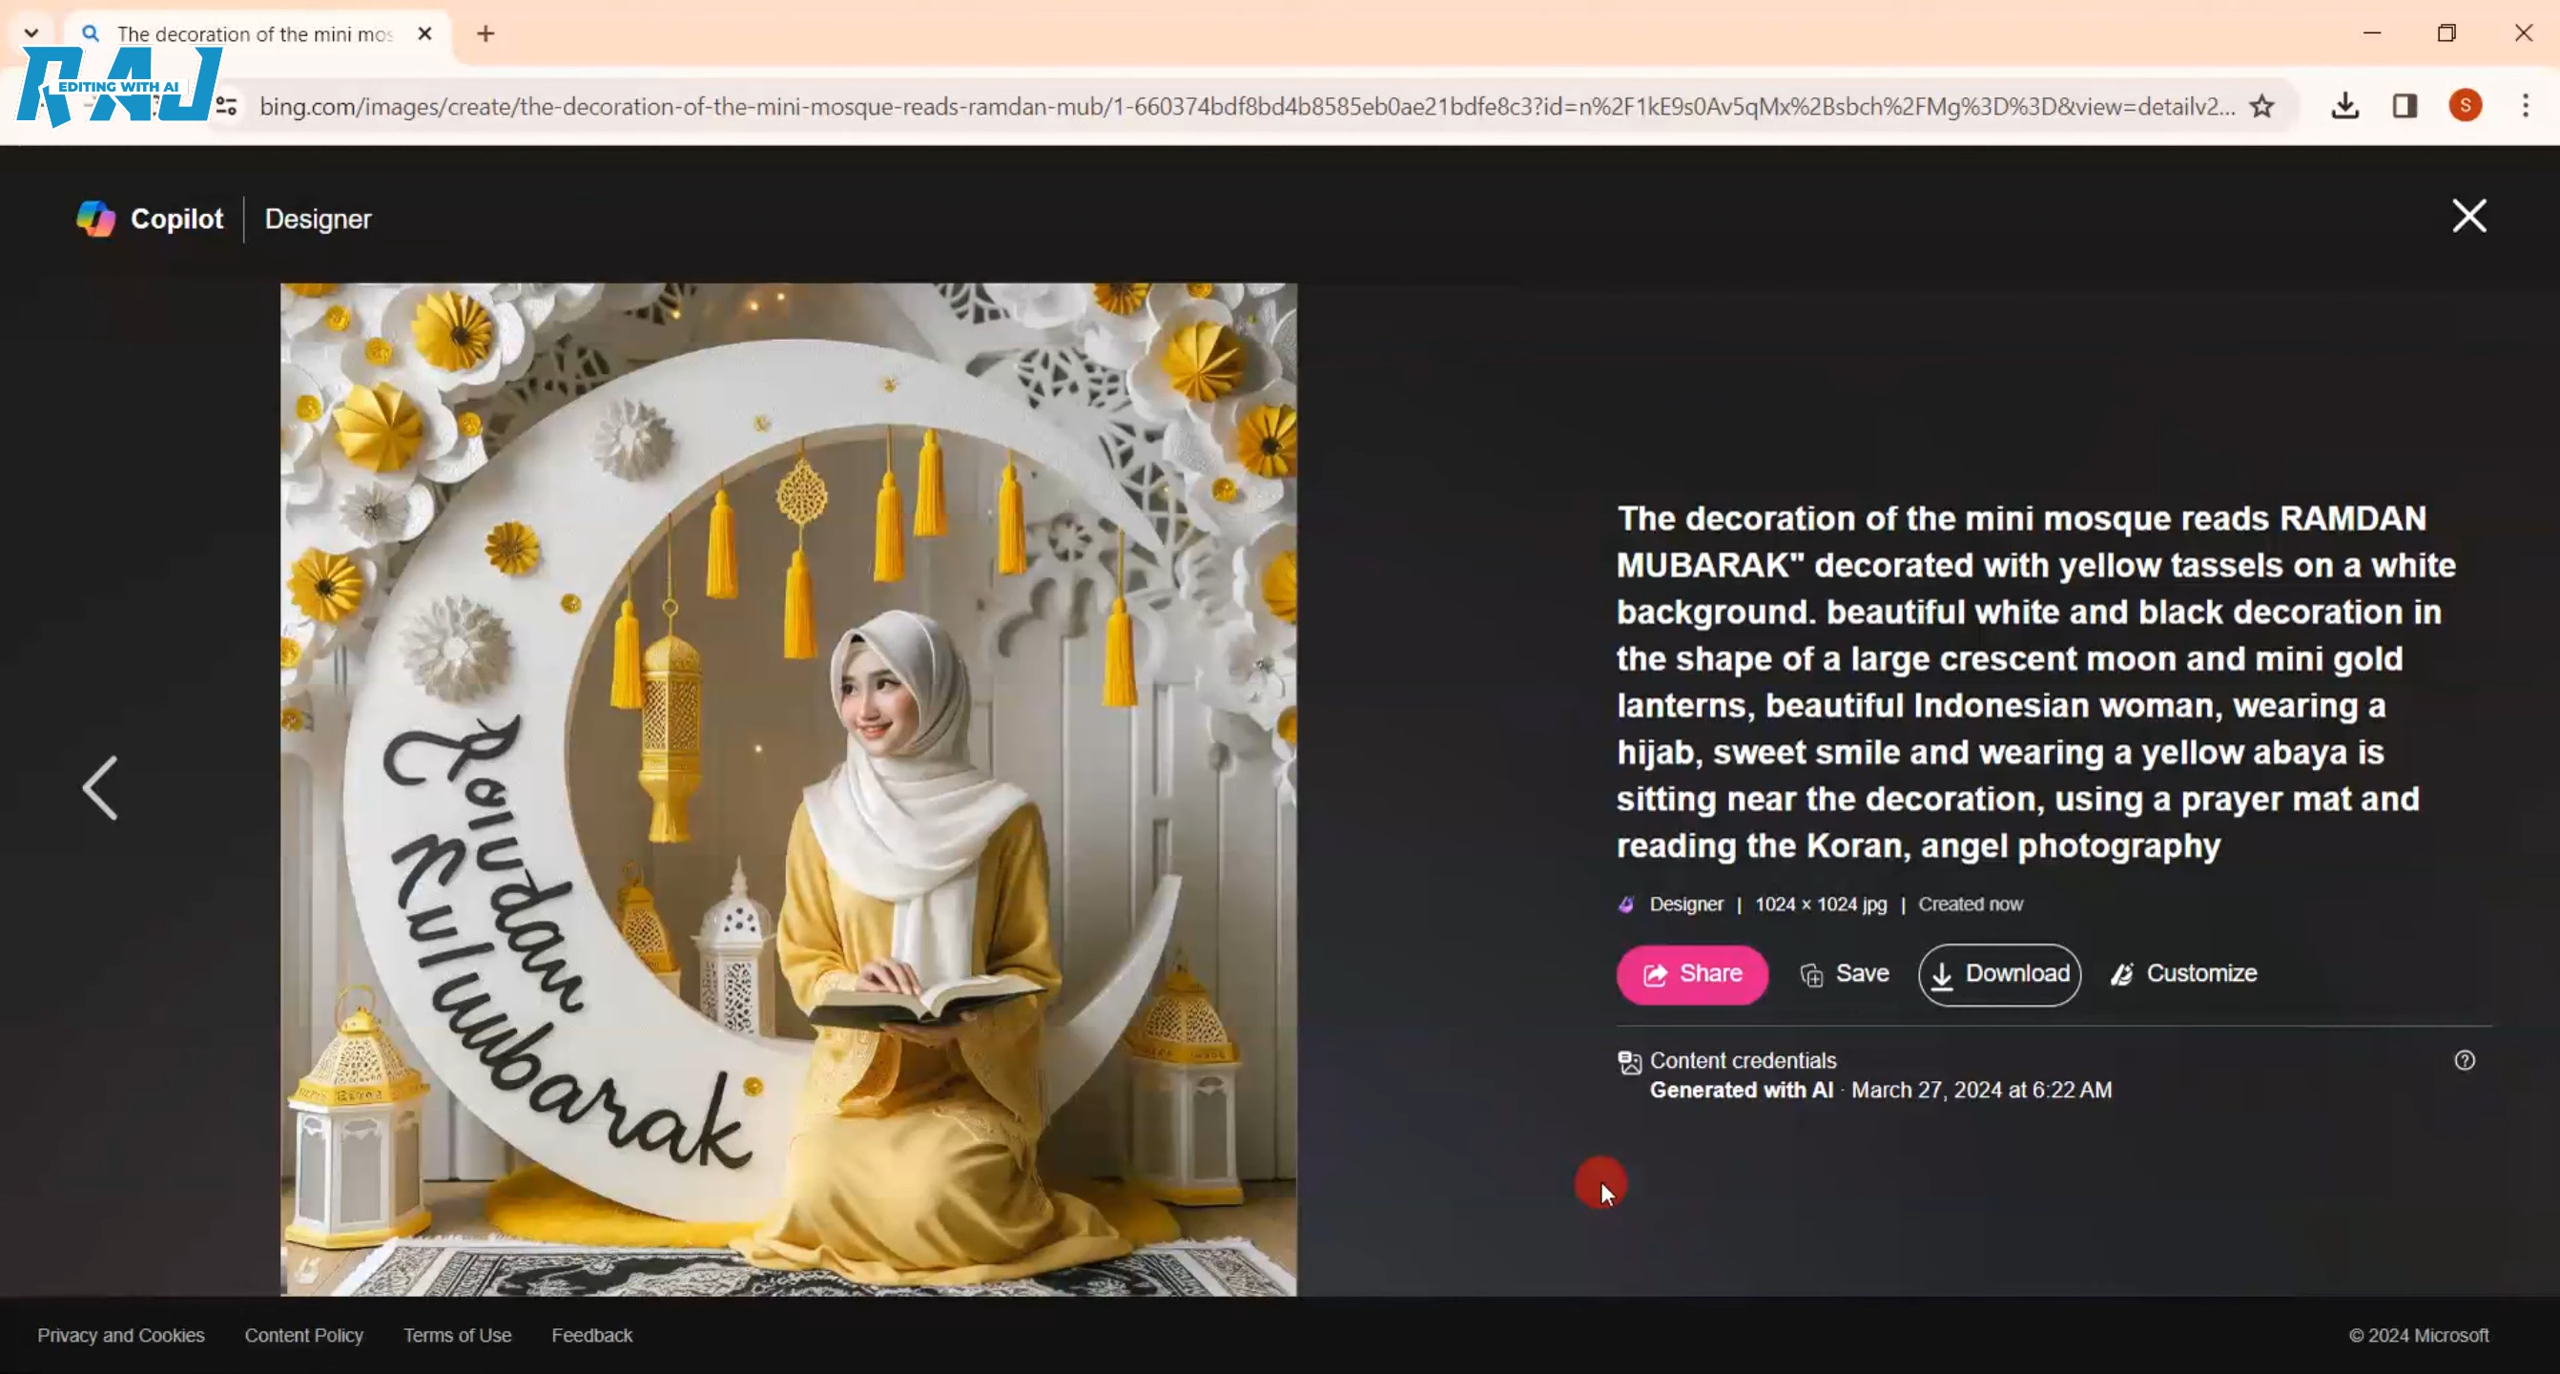 The decoration of the mini mos
RAJ
EDITING WITH AI
bing.com/images/create/the-decoration-of-the-mini-mosque-reads-ramdan-mub/1-660374bdf8bd4b8585eb0ae21bdfe8c3?id=n%2F1kE9s0Av5qMx%2Bsbch%2FMg%3D%3D&view=detailv2...
S
Copilot | Designer
The decoration of the mini mosque reads RAMDAN
MUBARAK" decorated with yellow tassels on a white
background. beautiful white and black decoration in
the shape of a large crescent moon and mini gold
lanterns, beautiful Indonesian woman, wearing a
hijab, sweet smile and wearing a yellow abaya is
sitting near the decoration, using a prayer mat and
reading the Koran, angel photography
Designer | 1024 × 1024 jpg | Created now
Share Save Download Customize
Content credentials
Generated with AI · March 27, 2024 at 6:22 AM
Privacy and Cookies Content Policy Terms of Use Feedback © 2024 Microsoft